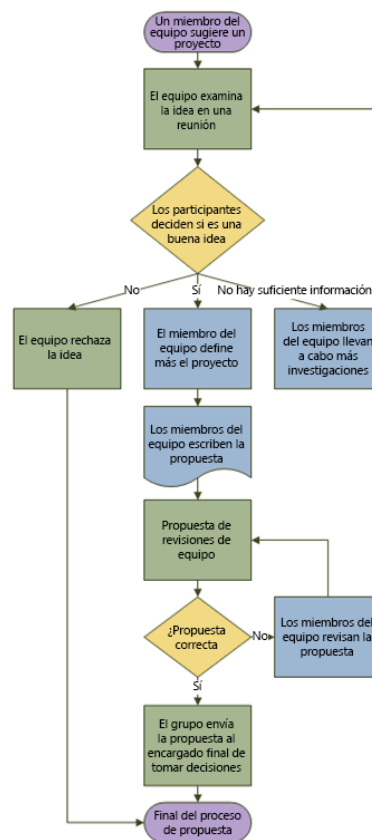 Un miembro del
equipo sugiere un
proyecto
El equipo examina
la idea en una
reunión
Los participantes
deciden si es una
buena idea
No
Sí
No hay suficiente información
El equipo rechaza
la idea
El miembro del
equipo define
más el proyecto
Los miembros
del equipo llevan
a cabo más
investigaciones
Los miembros del
equipo escriben la
propuesta
Propuesta de
revisiones de
equipo
¿Propuesta
correcta
No
Los miembros del
equipo revisan la
propuesta
Sí
El grupo envía
la propuesta al
encargado final de
tomar decisiones
Final del proceso
de propuesta